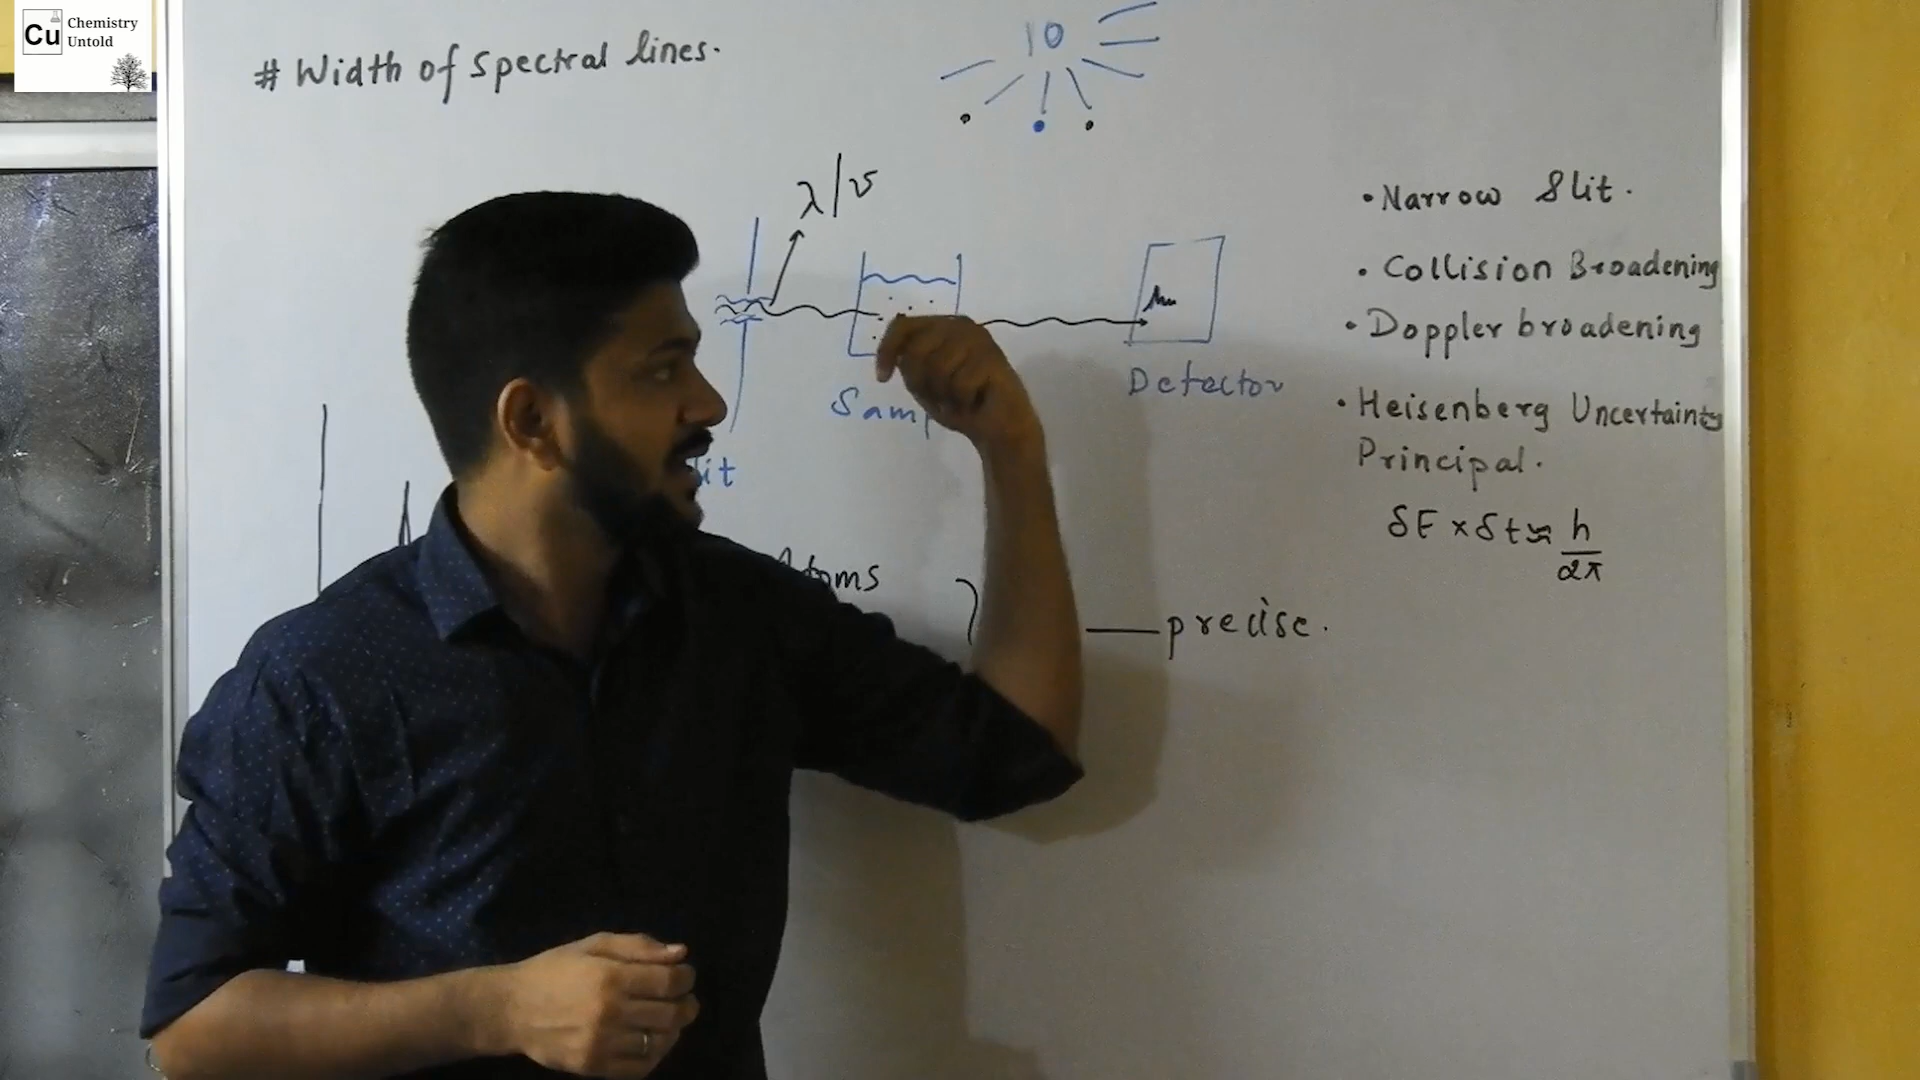 Cu
Chemistry
Untold
# Width of spectral lines.
10
λ/ν
• Narrow Slit.
• Collision Broadening
• Doppler broadening
Detector
• Heisenberg Uncertainty
Principal.
δE × δt ≈ h/2π
precise.